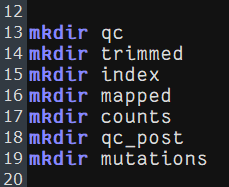 12
13 mkdir qc
14 mkdir trimmed
15 mkdir index
16 mkdir mapped
17 mkdir counts
18 mkdir qc_post
19 mkdir mutations
20